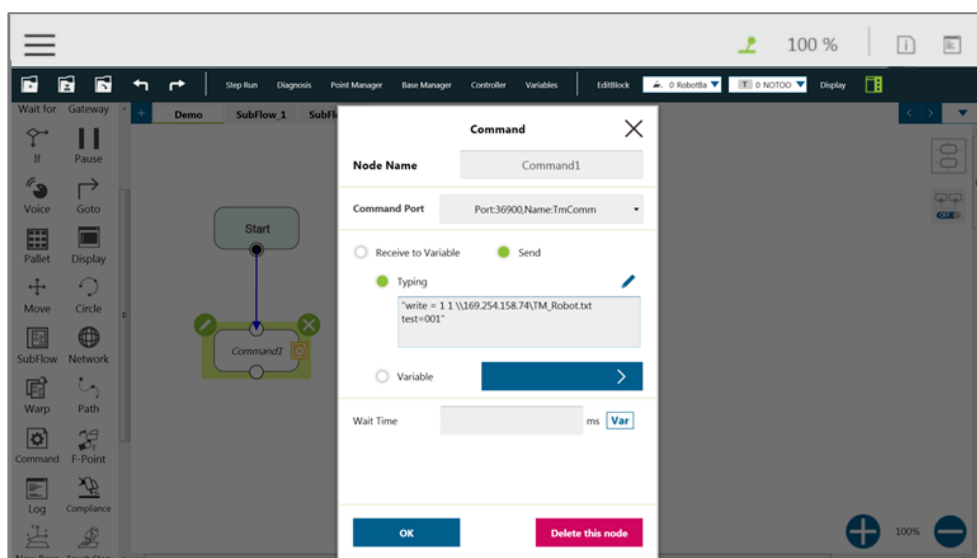 100 %
Step Run Diagnosis Point Manager Base Manager Controller Variables EditBlock 0 RobotBa T 0 NOTOO Display
Wait for Gateway
+ Demo SubFlow_1
If Pause
Voice Goto
Pallet Display
Move Circle
SubFlow Network
Warp Path
Command F-Point
Log Compliance
Start
Command1
Command
Node Name Command1
Command Port Port:36900,Name:TmComm
Receive to Variable Send
Typing
"write = 1 1 \\169.254.158.74\TM_Robot.txt
test=001"
Variable
Wait Time ms Var
OK Delete this node
OFF
100%